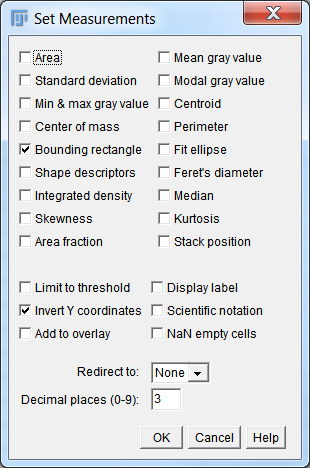 Set Measurements
Area Mean gray value
Standard deviation Modal gray value
Min & max gray value Centroid
Center of mass Perimeter
Bounding rectangle Fit ellipse
Shape descriptors Feret's diameter
Integrated density Median
Skewness Kurtosis
Area fraction Stack position
Limit to threshold Display label
Invert Y coordinates Scientific notation
Add to overlay NaN empty cells
Redirect to: None
Decimal places (0-9): 3
OK Cancel Help